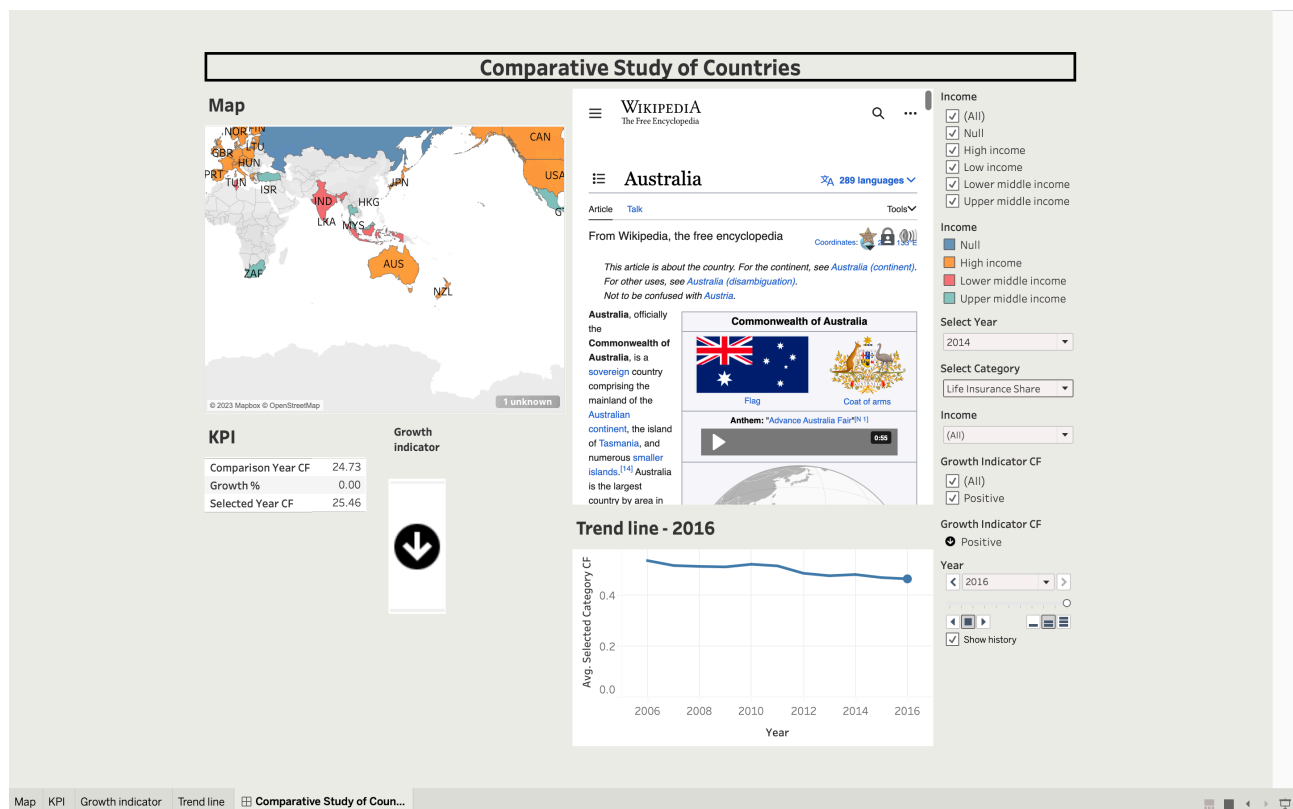 Comparative Study of Countries
Map
NOR
FIN
LTU
GBR
HUN
PRT
TUN
ISR
JPN
CAN
USA
IND
HKG
LKA
MYS
AUS
ZAF
NZL
© 2023 Mapbox © OpenStreetMap
1 unknown
KPI
Comparison Year CF 24.73
Growth % 0.00
Selected Year CF 25.46
Growth
indicator
WIKIPEDIA
The Free Encyclopedia
Australia
289 languages
Article Talk Tools
From Wikipedia, the free encyclopedia
Coordinates:
This article is about the country. For the continent, see Australia (continent).
For other uses, see Australia (disambiguation).
Not to be confused with Austria.
Australia, officially
the
Commonwealth of
Australia, is a
sovereign country
comprising the
mainland of the
Australian
continent, the island
of Tasmania, and
numerous smaller
islands.[14] Australia
is the largest
country by area in
Commonwealth of Australia
Flag
Coat of arms
Anthem: "Advance Australia Fair"[N 1]
0:55
Trend line - 2016
Avg. Selected Category CF
0.4
0.2
0.0
2006 2008 2010 2012 2014 2016
Year
Income
(All)
Null
High income
Low income
Lower middle income
Upper middle income
Income
Null
High income
Lower middle income
Upper middle income
Select Year
2014
Select Category
Life Insurance Share
Income
(All)
Growth Indicator CF
(All)
Positive
Growth Indicator CF
Positive
Year
2016
Show history
Map KPI Growth indicator Trend line Comparative Study of Coun...